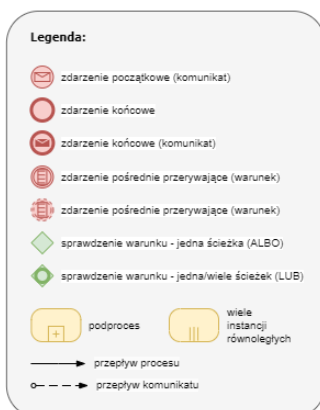 Legenda:
zdarzenie początkowe (komunikat)
zdarzenie końcowe
zdarzenie końcowe (komunikat)
zdarzenie pośrednie przerywające (warunek)
zdarzenie pośrednie przerywające (warunek)
sprawdzenie warunku - jedna ścieżka (ALBO)
sprawdzenie warunku - jedna/wiele ścieżek (LUB)
podproces
wiele
instancji
równoległych
przepływ procesu
przepływ komunikatu